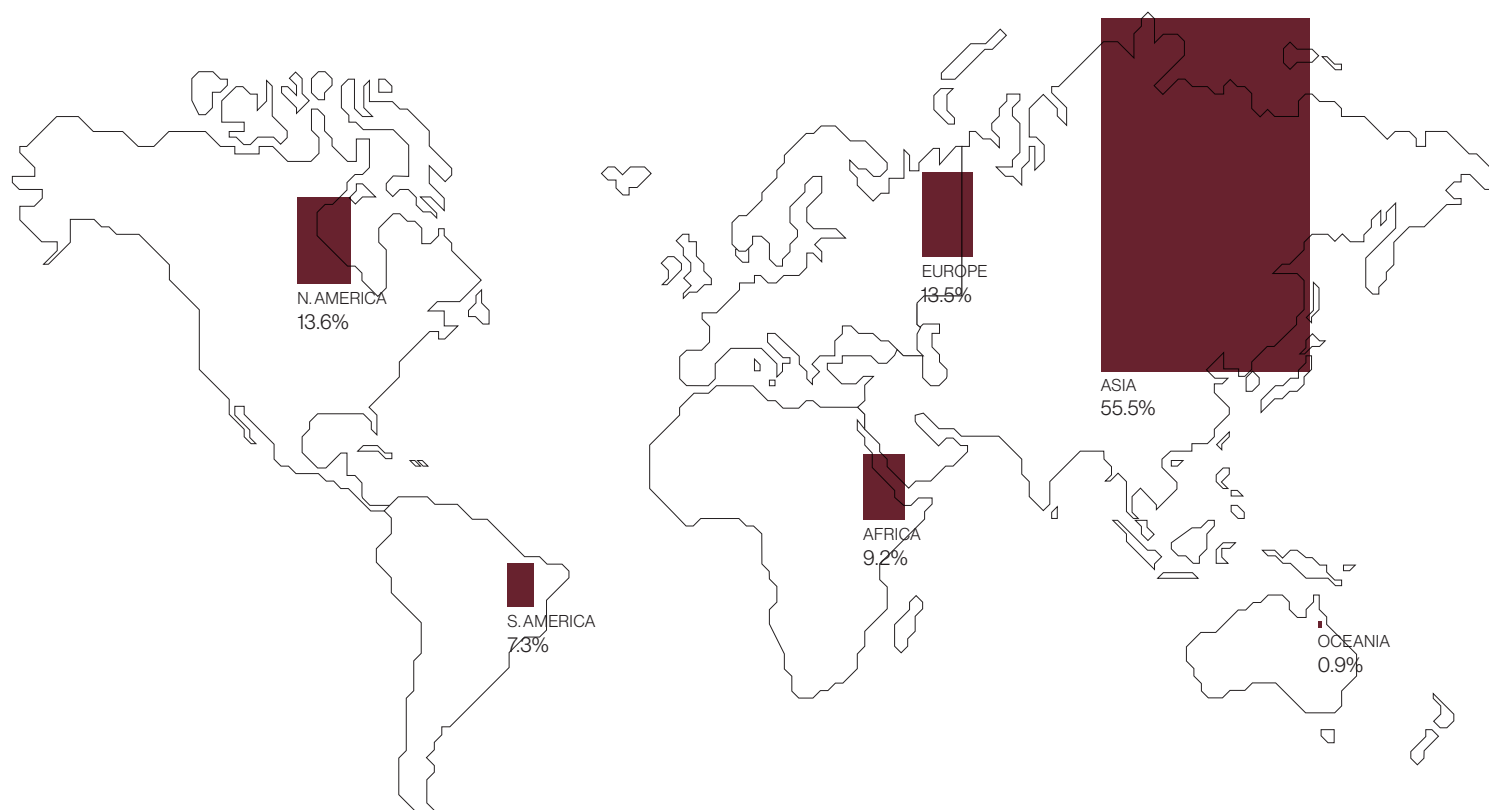 N. AMERICA
13.6%
EUROPE
13.5%
ASIA
55.5%
AFRICA
9.2%
S. AMERICA
7.3%
OCEANIA
0.9%